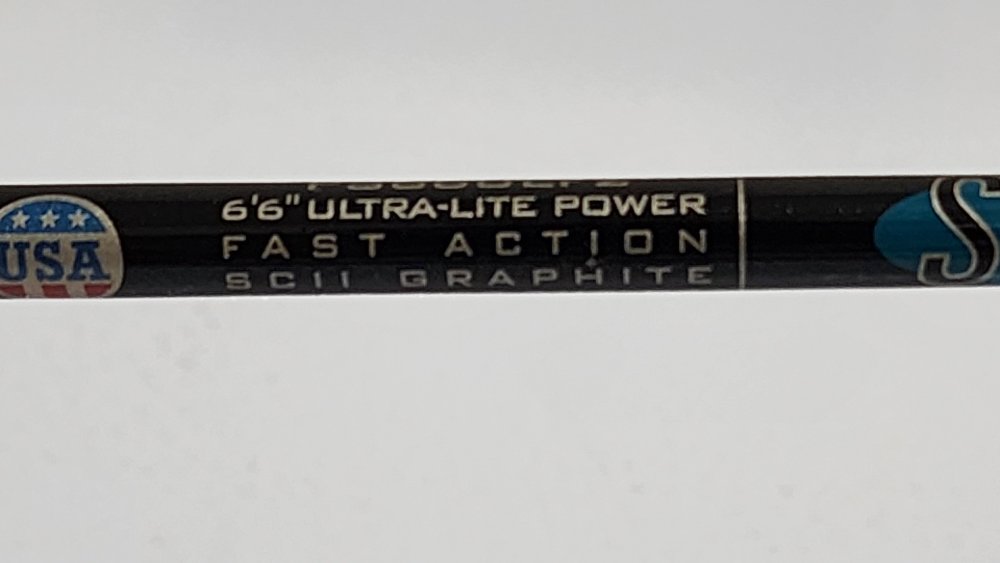 USA
6'6" ULTRA-LITE POWER
FAST ACTION
SCII GRAPHITE
S